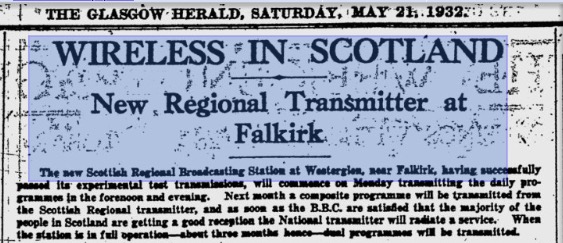 THE GLASGOW HERALD, SATURDAY, MAY 21, 1932.
WIRELESS IN SCOTLAND
New Regional Transmitter at
Falkirk
The new Scottish Regional Broadcasting Station at Westerglen, near Falkirk, having successfully
passed its experimental test transmissions, will commence on Monday transmitting the daily pro-
grammes in the forenoon and evening. Next month a composite programme will be transmitted from
the Scottish Regional transmitter, and as soon as the B.B.C. are satisfied that the majority of the
people in Scotland are getting a good reception the National transmitter will radiate a service. When
the station is in full operation—about three months hence—dual programmes will be transmitted.